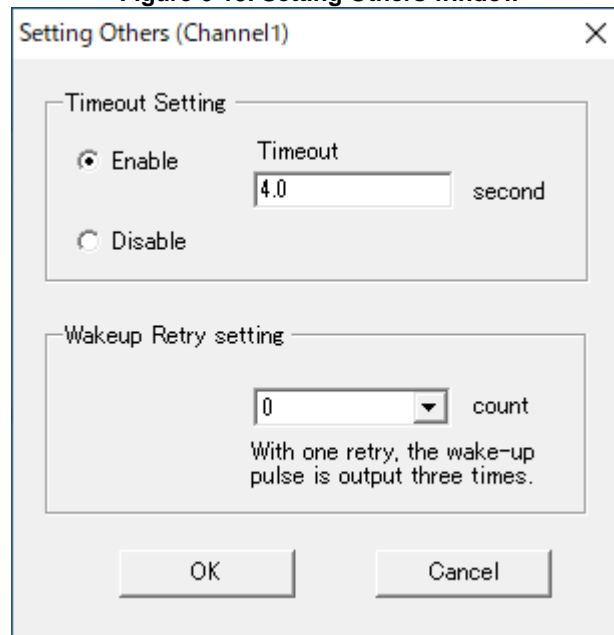 Setting Others (Channel1)
Timeout Setting
Enable
Timeout
4.0
second
Disable
Wakeup Retry setting
0
count
With one retry, the wake-up
pulse is output three times.
OK
Cancel